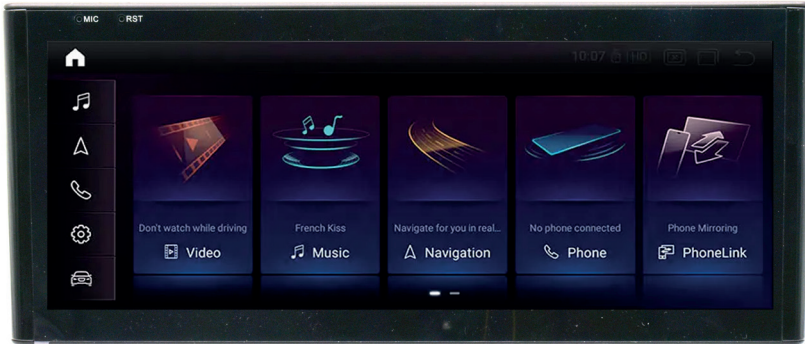 MIC
RST
10:07
HD
Don't watch while driving
Video
French Kiss
Music
Navigate for you in real...
Navigation
No phone connected
Phone
Phone Mirroring
PhoneLink